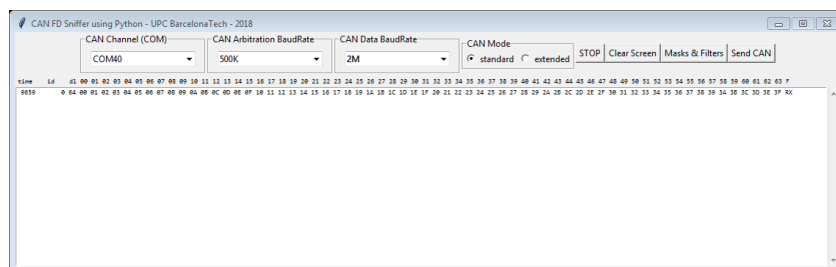 CAN FD Sniffer using Python - UPC BarcelonaTech - 2018
CAN Channel (COM) CAN Arbitration BaudRate CAN Data BaudRate CAN Mode
COM40 500K 2M standard extended STOP Clear Screen Masks & Filters Send CAN
time id dl 00 01 02 03 04 05 06 07 08 09 10 11 12 13 14 15 16 17 18 19 20 21 22 23 24 25 26 27 28 29 30 31 32 33 34 35 36 37 38 39 40 41 42 43 44 45 46 47 48 49 50 51 52 53 54 55 56 57 58 59 60 61 62 63 F
9659 0 64 00 01 02 03 04 05 06 07 08 09 0A 0B 0C 0D 0E 0F 10 11 12 13 14 15 16 17 18 19 1A 1B 1C 1D 1E 1F 20 21 22 23 24 25 26 27 28 29 2A 2B 2C 2D 2E 2F 30 31 32 33 34 35 36 37 38 39 3A 3B 3C 3D 3E 3F RX